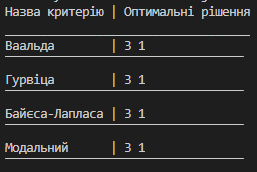 Назва критерію | Оптимальні рішення
Ваальда | 3 1
Гурвіца | 3 1
Байєса-Лапласа | 3 1
Модальний | 3 1